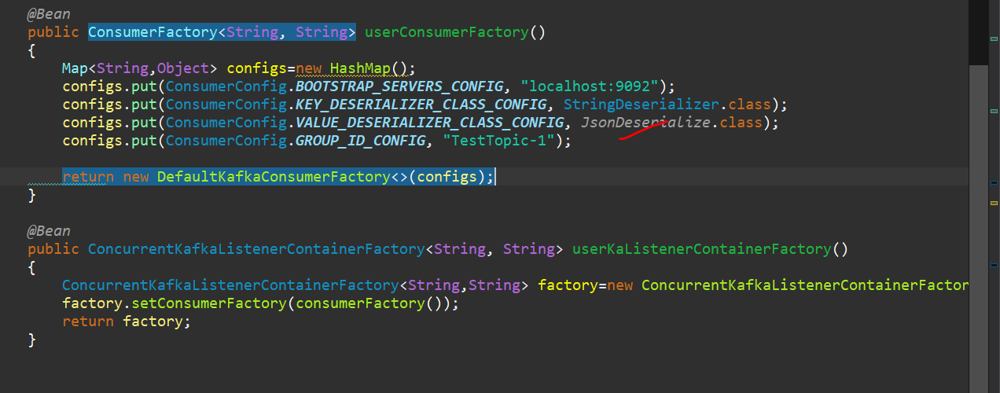 @Bean
public ConsumerFactory<String, String> userConsumerFactory()
{
Map<String,Object> configs=new HashMap();
configs.put(ConsumerConfig.BOOTSTRAP_SERVERS_CONFIG, "localhost:9092");
configs.put(ConsumerConfig.KEY_DESERIALIZER_CLASS_CONFIG, StringDeserializer.class);
configs.put(ConsumerConfig.VALUE_DESERIALIZER_CLASS_CONFIG, JsonDeserialize.class);
configs.put(ConsumerConfig.GROUP_ID_CONFIG, "TestTopic-1");
return new DefaultKafkaConsumerFactory<>(configs);
}
@Bean
public ConcurrentKafkaListenerContainerFactory<String, String> userKaListenerContainerFactory()
{
ConcurrentKafkaListenerContainerFactory<String,String> factory=new ConcurrentKafkaListenerContainerFactor
factory.setConsumerFactory(consumerFactory());
return factory;
}